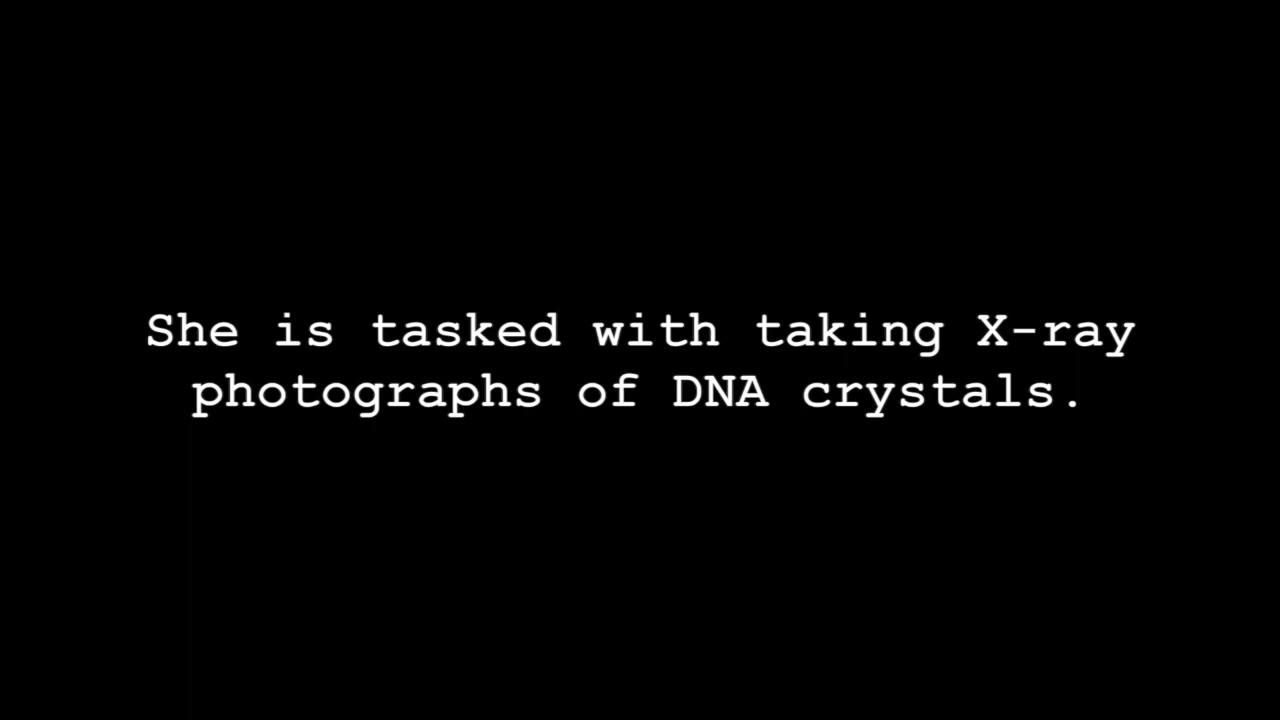 She is tasked with taking X-ray
photographs of DNA crystals.